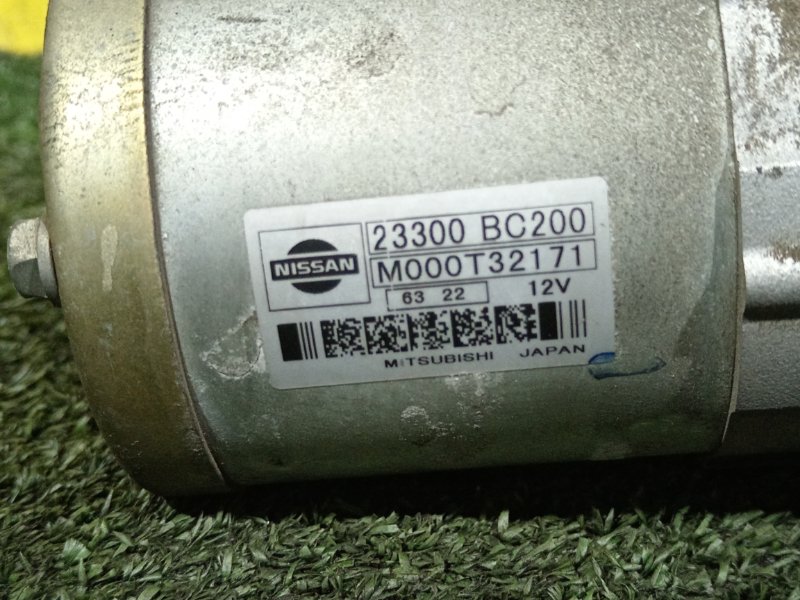 NISSAN
23300 BC200
M000T32171
63 22 12V
MITSUBISHI JAPAN